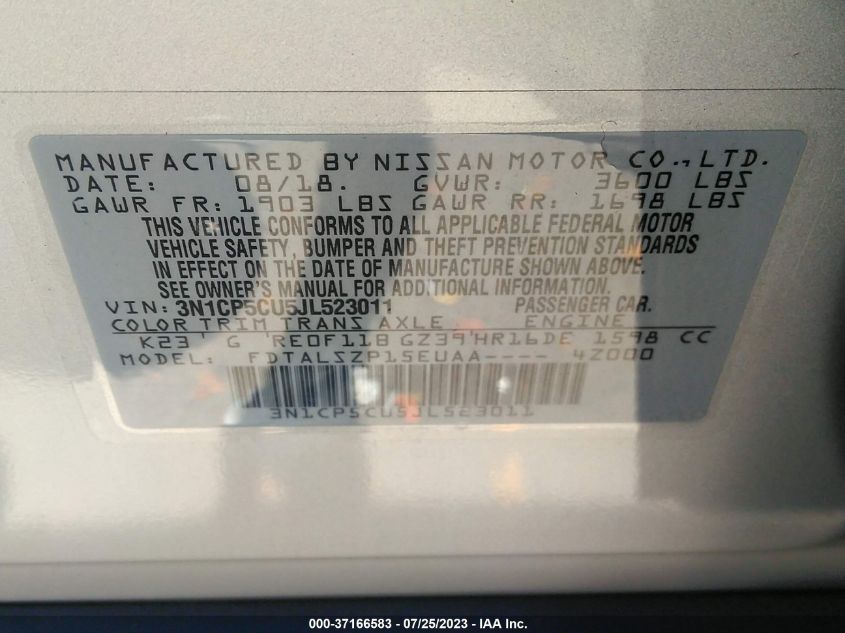 MANUFACTURED BY NISSAN MOTOR CO., LTD.
DATE: 08/18. GVWR: 3600 LBS
GAWR FR: 1903 LBS GAWR RR: 1698 LBS
THIS VEHICLE CONFORMS TO ALL APPLICABLE FEDERAL MOTOR
VEHICLE SAFETY, BUMPER AND THEFT PREVENTION STANDARDS
IN EFFECT ON THE DATE OF MANUFACTURE SHOWN ABOVE.
SEE OWNER'S MANUAL FOR ADDITIONAL INFORMATION.
VIN: 3N1CP5CU5JL523011 PASSENGER CAR.
COLOR TRIM TRANS AXLE ENGINE
K23 G RE0F11B GZ39 HR16DE 1598 CC
MODEL: FDTALSZP15EUAA---- 4Z000
3N1CP5CU5JL523011
000-37166583 - 07/25/2023 - IAA Inc.